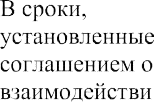 В сроки,
установленные
соглашением о
взаимодействи